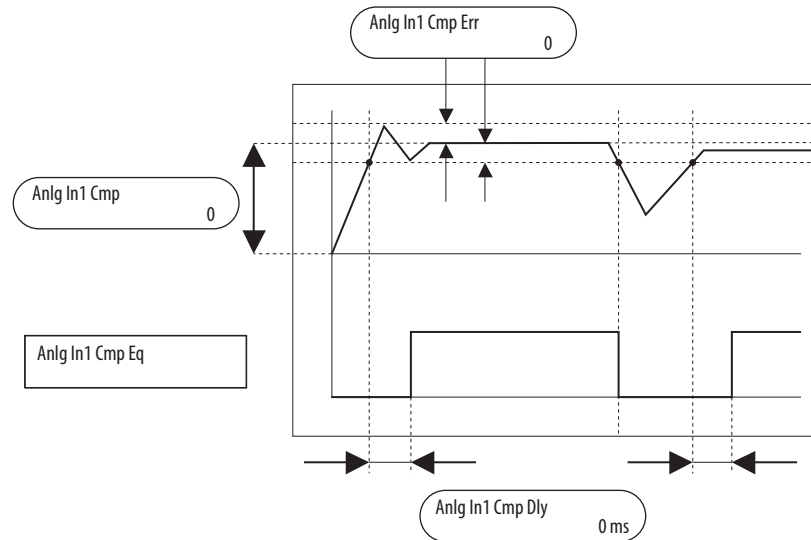 Anlg In1 Cmp Err
0
Anlg In1 Cmp
0
Anlg In1 Cmp Eq
Anlg In1 Cmp Dly
0 ms